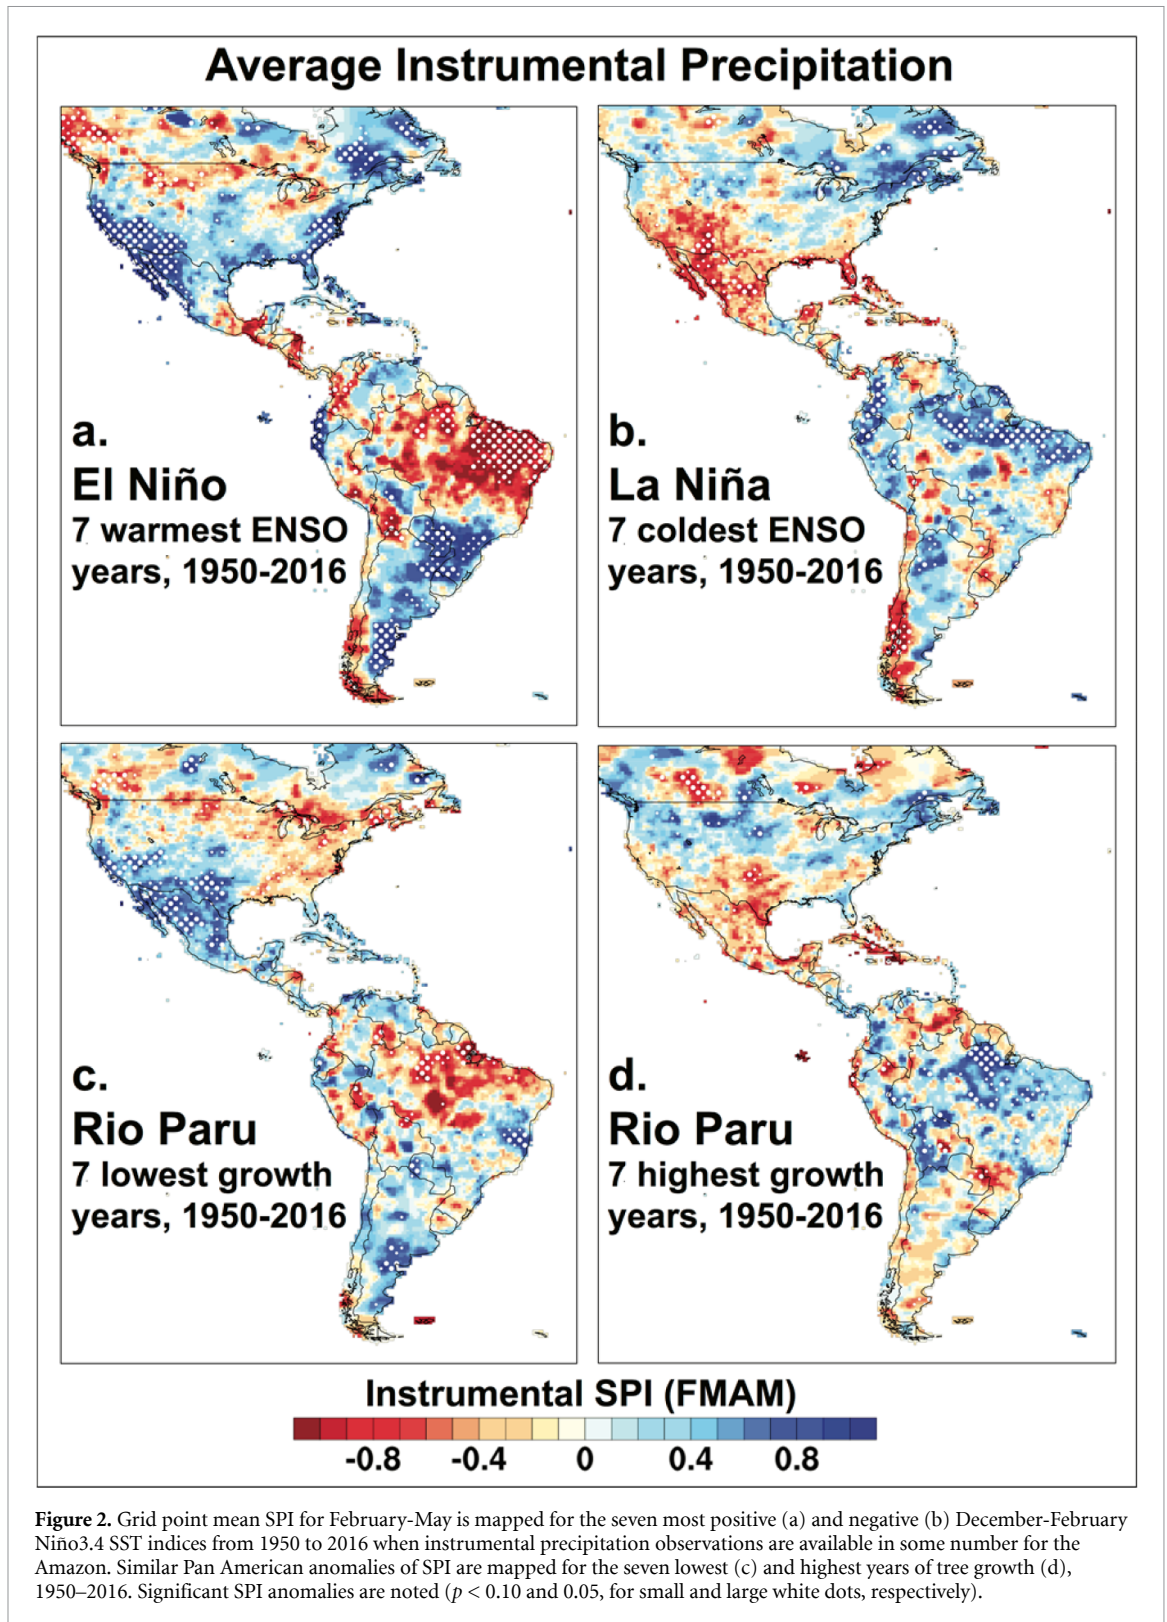 Average Instrumental Precipitation
a.
El Niño
7 warmest ENSO
years, 1950-2016
b.
La Niña
7 coldest ENSO
years, 1950-2016
c.
Rio Paru
7 lowest growth
years, 1950-2016
d.
Rio Paru
7 highest growth
years, 1950-2016
Instrumental SPI (FMAM)
-0.8 -0.4 0 0.4 0.8
Figure 2. Grid point mean SPI for February-May is mapped for the seven most positive (a) and negative (b) December-February
Niño3.4 SST indices from 1950 to 2016 when instrumental precipitation observations are available in some number for the
Amazon. Similar Pan American anomalies of SPI are mapped for the seven lowest (c) and highest years of tree growth (d),
1950–2016. Significant SPI anomalies are noted (p < 0.10 and 0.05, for small and large white dots, respectively).